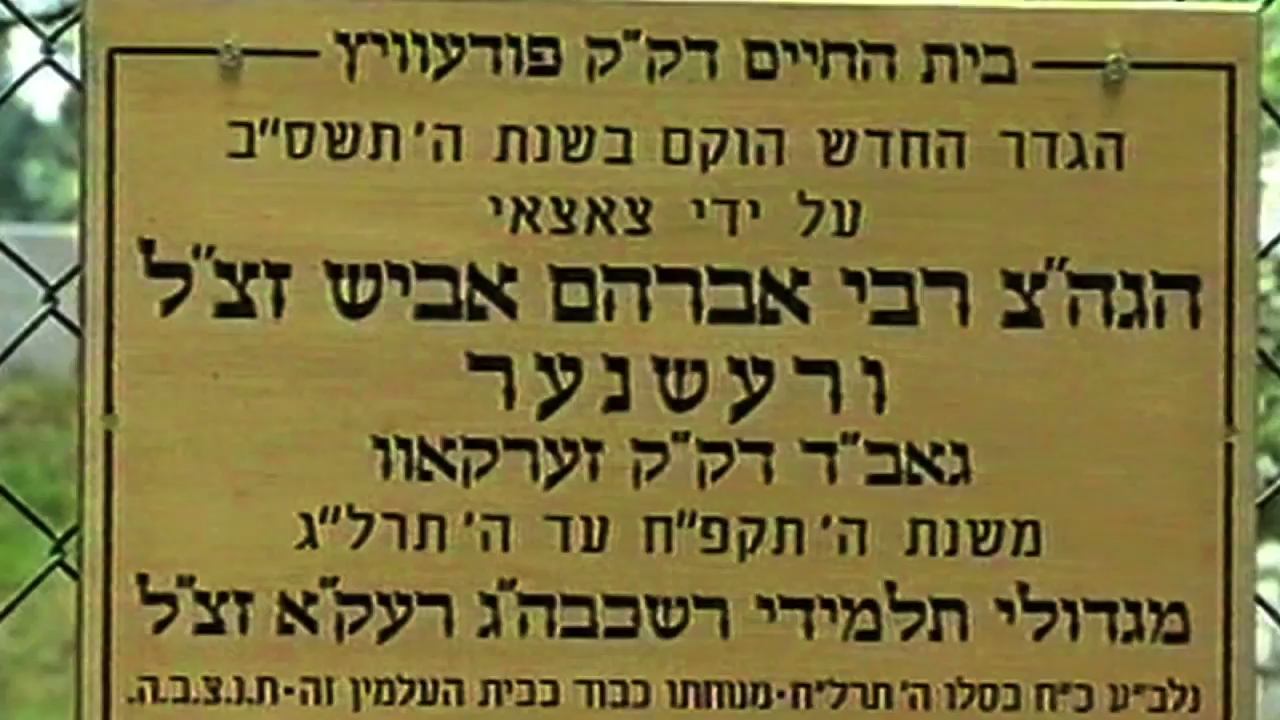 בית החיים דק"ק פודעוויץ
הגדר החדש הוקם בשנת ה'תשס"ב
על ידי צאצאי
הגה"צ רבי אברהם אביש זצ"ל
ורעשנער
גאב"ד דק"ק זערקאוו
משנת ה'תקפ"ח עד ה'תרל"ג
מגדולי תלמידי רשכבה"ג רעק"א זצ"ל
נלב"ע כ"ח כסלו ה'תרל"ח•מנוחתו כבוד בבית העלמין זה•ת.נ.צ.ב.ה.